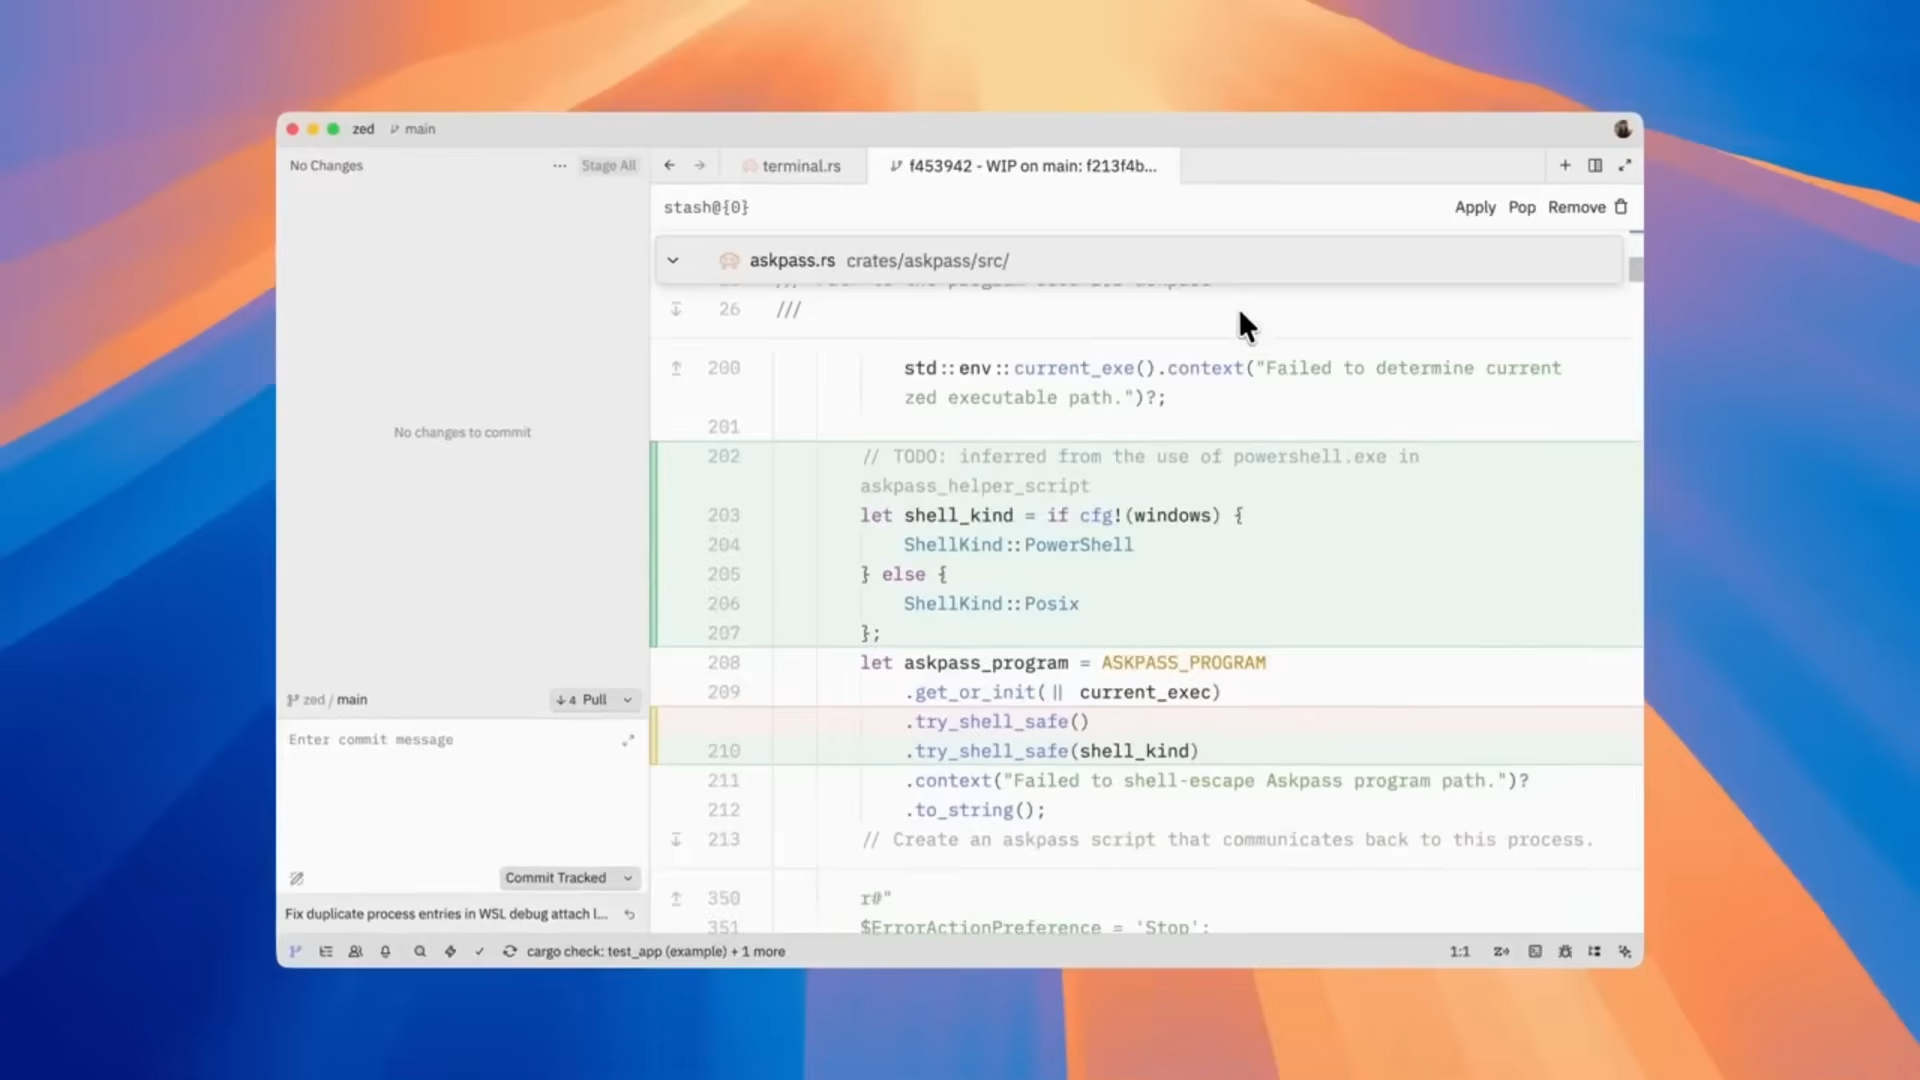 zed main
No Changes ... Stage All
terminal.rs
f453942 - WIP on main: f213f4b...
stash@{0}
Apply Pop Remove
askpass.rs crates/askpass/src/
26 ///
200 std::env::current_exe().context("Failed to determine current
zed executable path.")?;
201
202 // TODO: inferred from the use of powershell.exe in
askpass_helper_script
203 let shell_kind = if cfg!(windows) {
204 ShellKind::PowerShell
205 } else {
206 ShellKind::Posix
207 };
208 let askpass_program = ASKPASS_PROGRAM
209 .get_or_init(|| current_exec)
.try_shell_safe()
210 .try_shell_safe(shell_kind)
211 .context("Failed to shell-escape Askpass program path.")?
212 .to_string();
213 // Create an askpass script that communicates back to this process.
350 r#"
351 $ErrorActionPreference = 'Stop';
No changes to commit
zed / main
↓4 Pull
Enter commit message
Commit Tracked
Fix duplicate process entries in WSL debug attach l...
cargo check: test_app (example) + 1 more
1:1